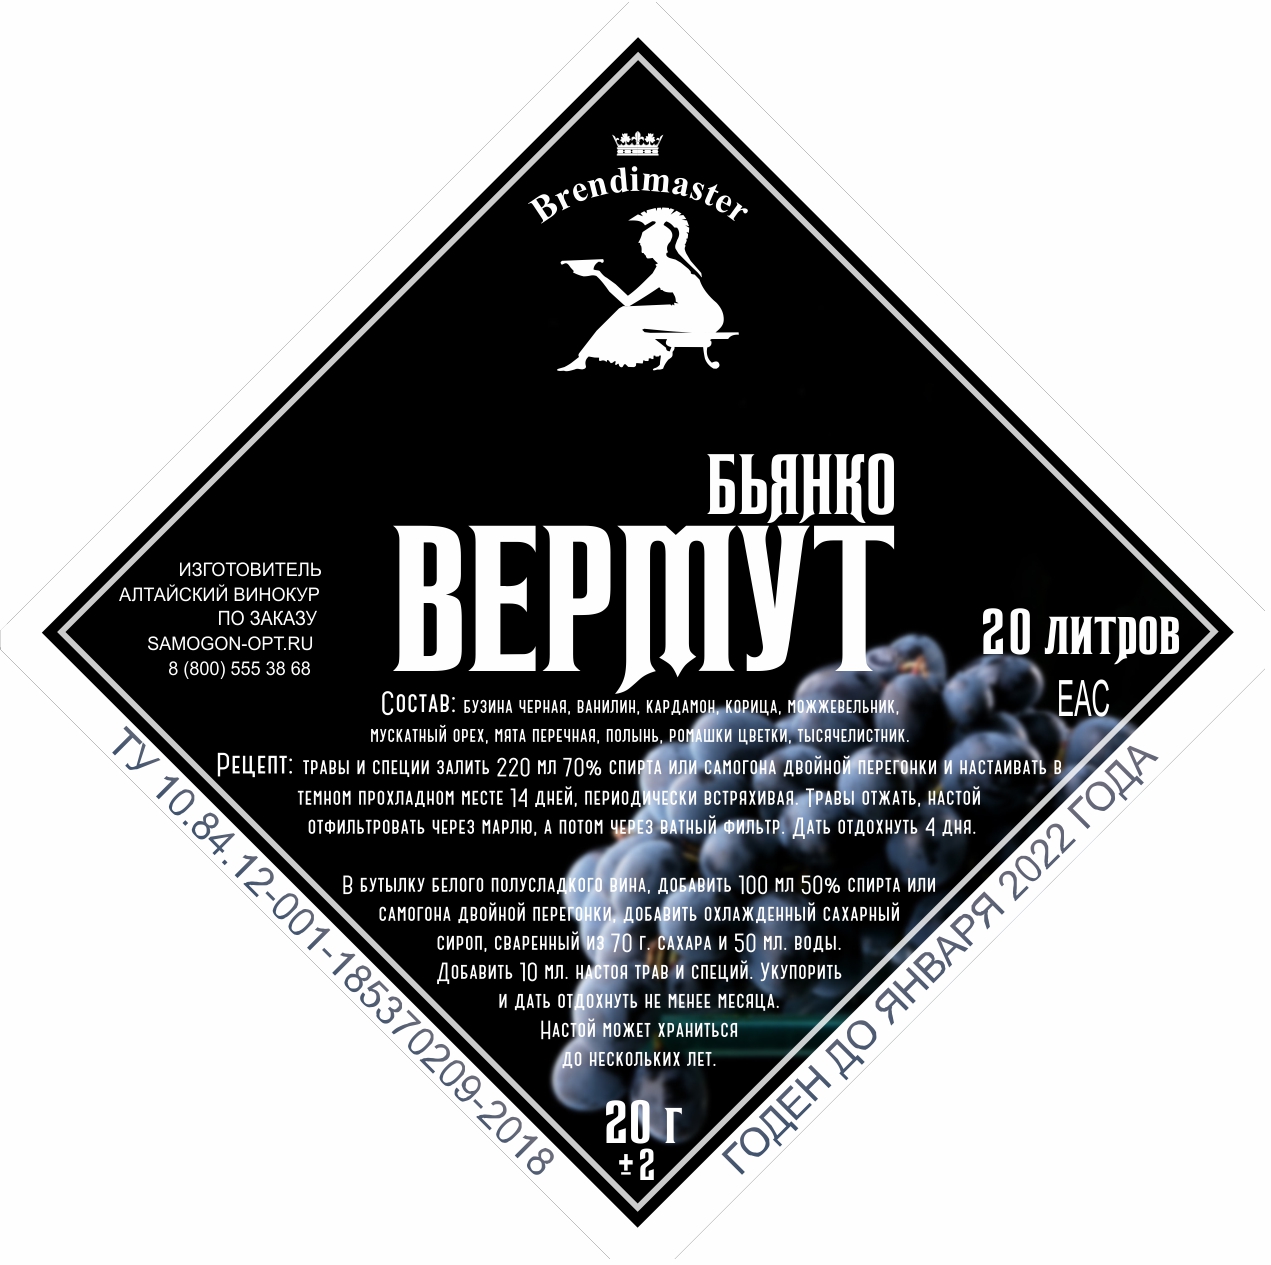 Brendimaster
БЬЯНКО
ВЕРМУТ
ИЗГОТОВИТЕЛЬ
АЛТАЙСКИЙ ВИНОКУР
ПО ЗАКАЗУ
SAMOGON-OPT.RU
8 (800) 555 38 68
20 литров
ЕАС
Состав: бузина черная, ванилин, кардамон, корица, можжевельник,
мускатный орех, мята перечная, полынь, ромашки цветки, тысячелистник.
Рецепт: травы и специи залить 220 мл 70% спирта или самогона двойной перегонки и настаивать в
темном прохладном месте 14 дней, периодически встряхивая. Травы отжать, настой
отфильтровать через марлю, а потом через ватный фильтр. Дать отдохнуть 4 дня.
В бутылку белого полусладкого вина, добавить 100 мл 50% спирта или
самогона двойной перегонки, добавить охлажденный сахарный
сироп, сваренный из 70 г. сахара и 50 мл. воды.
Добавить 10 мл. настоя трав и специй. Укупорить
и дать отдохнуть не менее месяца.
Настой может храниться
до нескольких лет.
20 г
±2
ТУ 10.84.12-001-185370209-2018
ГОДЕН ДО ЯНВАРЯ 2022 ГОДА